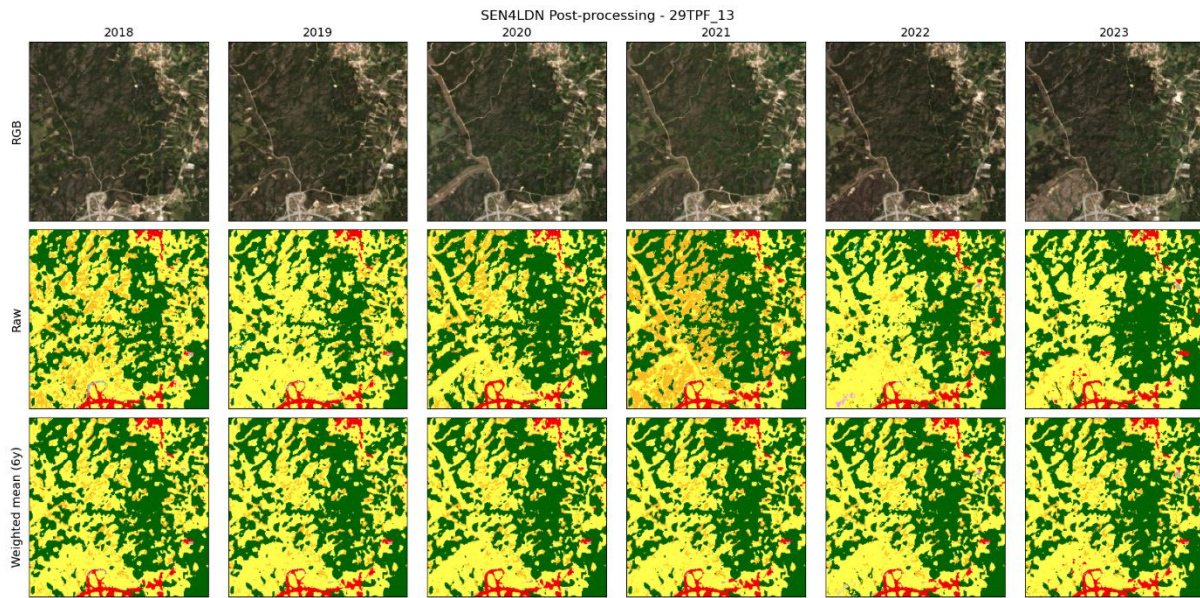 SEN4LDN Post-processing - 29TPF_13
2018 2019 2020 2021 2022 2023
RGB
Raw
Weighted mean (6y)